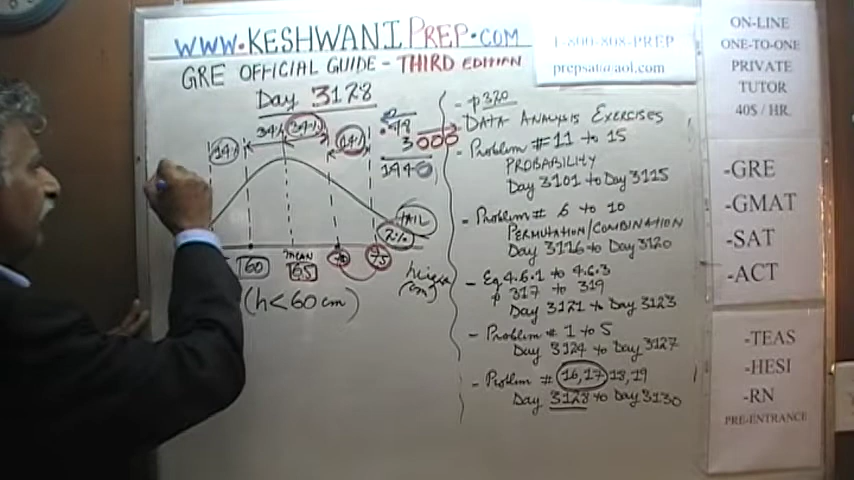 WWW.KESHWANIPREP.COM
GRE OFFICIAL GUIDE - THIRD EDITION
Day 3128
14%
34%
34%
14%
.48
3000
1440
TAIL
2%
60
mean
65
70
75
height
(cm)
(h<60 cm)
- p320
- DATA ANALYSIS EXERCISES
- Problem #11 to 15
PROBABILITY
Day 3101 to Day 3115
- Problem # 6 to 10
PERMUTATION/COMBINATION
Day 3116 to Day 3120
- Eg 4.6.1 to 4.6.3
p 317 to 319
Day 3121 to Day 3123
- Problem # 1 to 5
Day 3124 to Day 3127
- Problem # 16,17 18,19
Day 3128 to Day 3130
1-800-808-PREP
prepsat@aol.com
ON-LINE
ONE-TO-ONE
PRIVATE
TUTOR
40$ / HR.
-GRE
-GMAT
-SAT
-ACT
-TEAS
-HESI
-RN
PRE-ENTRANCE